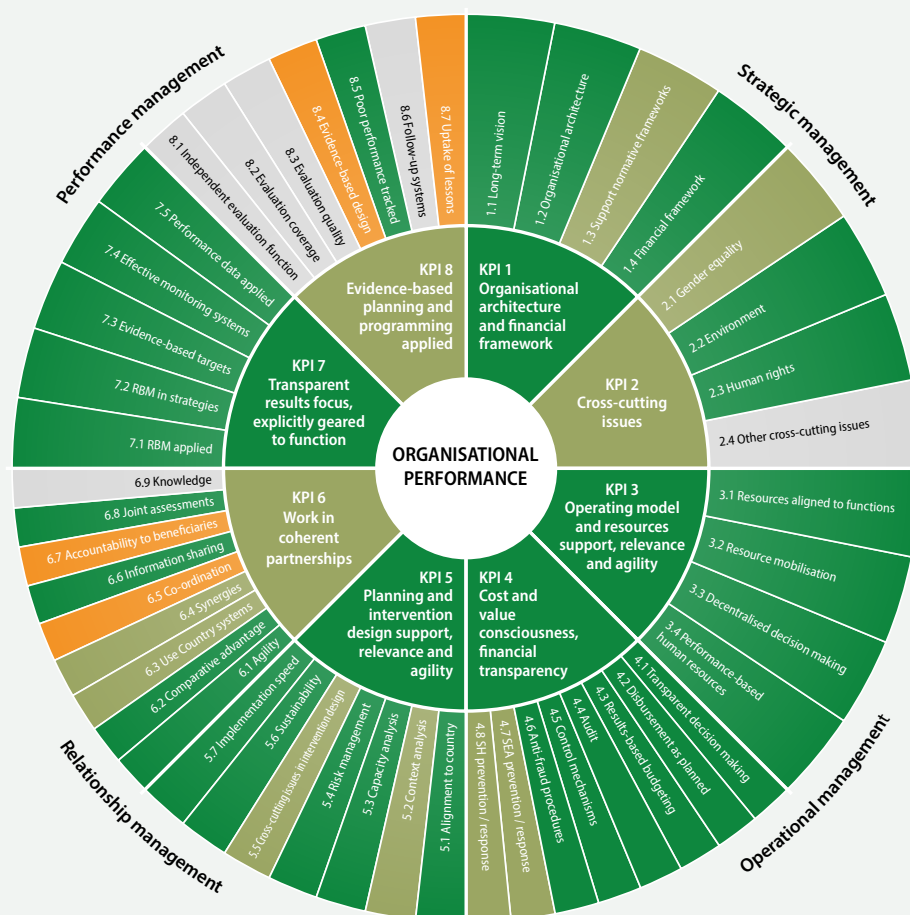 Performance management
Strategic management
Operational management
Relationship management
ORGANISATIONAL
PERFORMANCE
KPI 1
Organisational
architecture
and financial
framework
1.1 Long-term vision
1.2 Organisational architecture
1.3 Support normative frameworks
1.4 Financial framework
KPI 2
Cross-cutting
issues
2.1 Gender equality
2.2 Environment
2.3 Human rights
2.4 Other cross-cutting issues
KPI 3
Operating model
and resources
support, relevance
and agility
3.1 Resources aligned to functions
3.2 Resource mobilisation
3.3 Decentralised decision making
3.4 Performance-based
human resources
KPI 4
Cost and
value
consciousness,
financial
transparency
4.1 Transparent decision making
4.2 Disbursement as planned
4.3 Results-based budgeting
4.4 Audit
4.5 Control mechanisms
4.6 Anti-fraud procedures
4.7 SEA prevention / response
4.8 SH prevention / response
KPI 5
Planning and
intervention
design support,
relevance and
agility
5.1 Alignment to country
5.2 Context analysis
5.3 Capacity analysis
5.4 Risk management
5.5 Cross-cutting issues in intervention design
5.6 Sustainability
5.7 Implementation speed
KPI 6
Work in
coherent
partnerships
6.1 Agility
6.2 Comparative advantage
6.3 Use Country systems
6.4 Synergies
6.5 Co-ordination
6.6 Information sharing
6.7 Accountability to beneficiaries
6.8 Joint assessments
6.9 Knowledge
KPI 7
Transparent
results focus,
explicitly geared
to function
7.1 RBM applied
7.2 RBM in strategies
7.3 Evidence-based targets
7.4 Effective monitoring systems
7.5 Performance data applied
KPI 8
Evidence-based
planning and
programming
applied
8.1 Independent evaluation function
8.2 Evaluation coverage
8.3 Evaluation quality
8.4 Evidence-based design
8.5 Poor performance tracked
8.6 Follow-up systems
8.7 Uptake of lessons